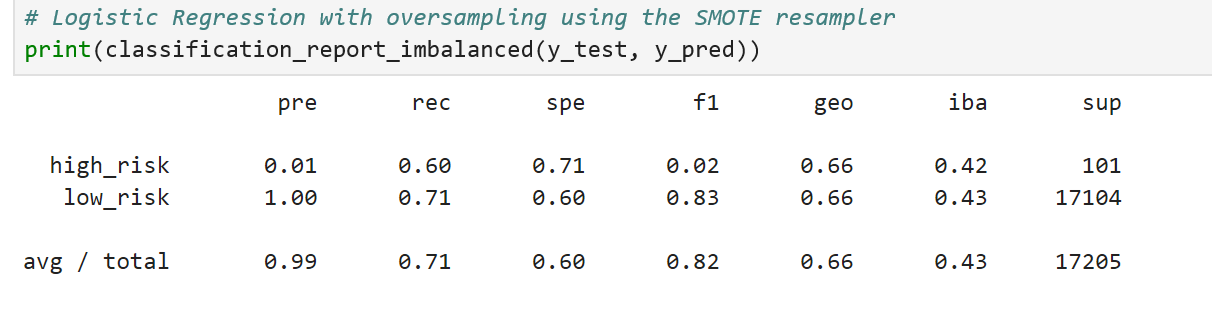 # Logistic Regression with oversampling using the SMOTE resampler
print(classification_report_imbalanced(y_test, y_pred))
pre rec spe f1 geo iba sup
high_risk 0.01 0.60 0.71 0.02 0.66 0.42 101
low_risk 1.00 0.71 0.60 0.83 0.66 0.43 17104
avg / total 0.99 0.71 0.60 0.82 0.66 0.43 17205